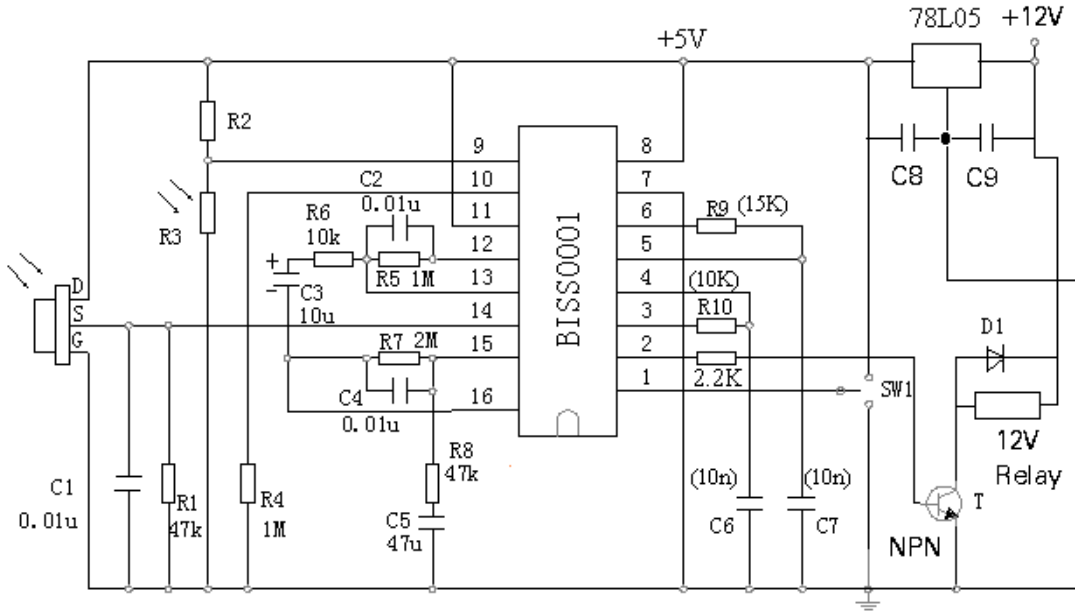 78L05
+12V
+5V
R2
R3
9
10
11
12
13
14
15
16
8
7
6
5
4
3
2
1
BISS0001
C2
0.01u
R6
10k
R5 1M
+
-
C3
10u
R7 2M
C4
0.01u
R8
47k
C5
47u
D
S
G
C1
0.01u
R1
47k
R4
1M
R9
(15K)
(10K)
R10
2.2K
(10n)
C6
(10n)
C7
C8
C9
SW1
D1
12V
Relay
T
NPN